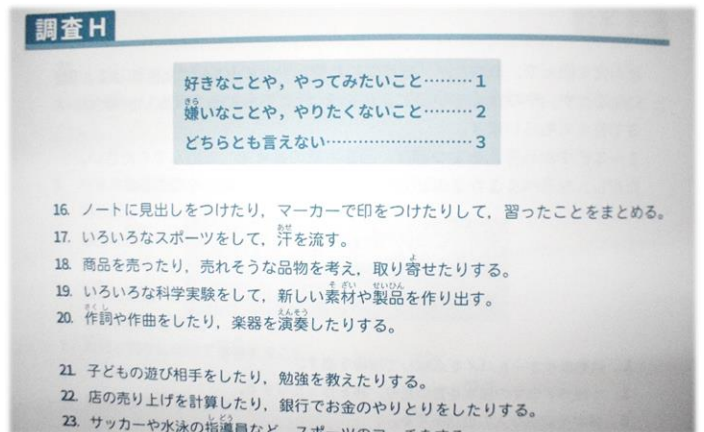 調査H
好きなことや，やってみたいこと………1
嫌いなことや，やりたくないこと………2
どちらとも言えない………………………3
16. ノートに見出しをつけたり，マーカーで印をつけたりして，習ったことをまとめる。
17. いろいろなスポーツをして，汗を流す。
18. 商品を売ったり，売れそうな品物を考え，取り寄せたりする。
19. いろいろな科学実験をして，新しい素材や製品を作り出す。
20. 作詞や作曲をしたり，楽器を演奏したりする。
21. 子どもの遊び相手をしたり，勉強を教えたりする。
22. 店の売り上げを計算したり，銀行でお金のやりとりをしたりする。
23. サッカーや水泳の指導員など，スポーツのコーチをする